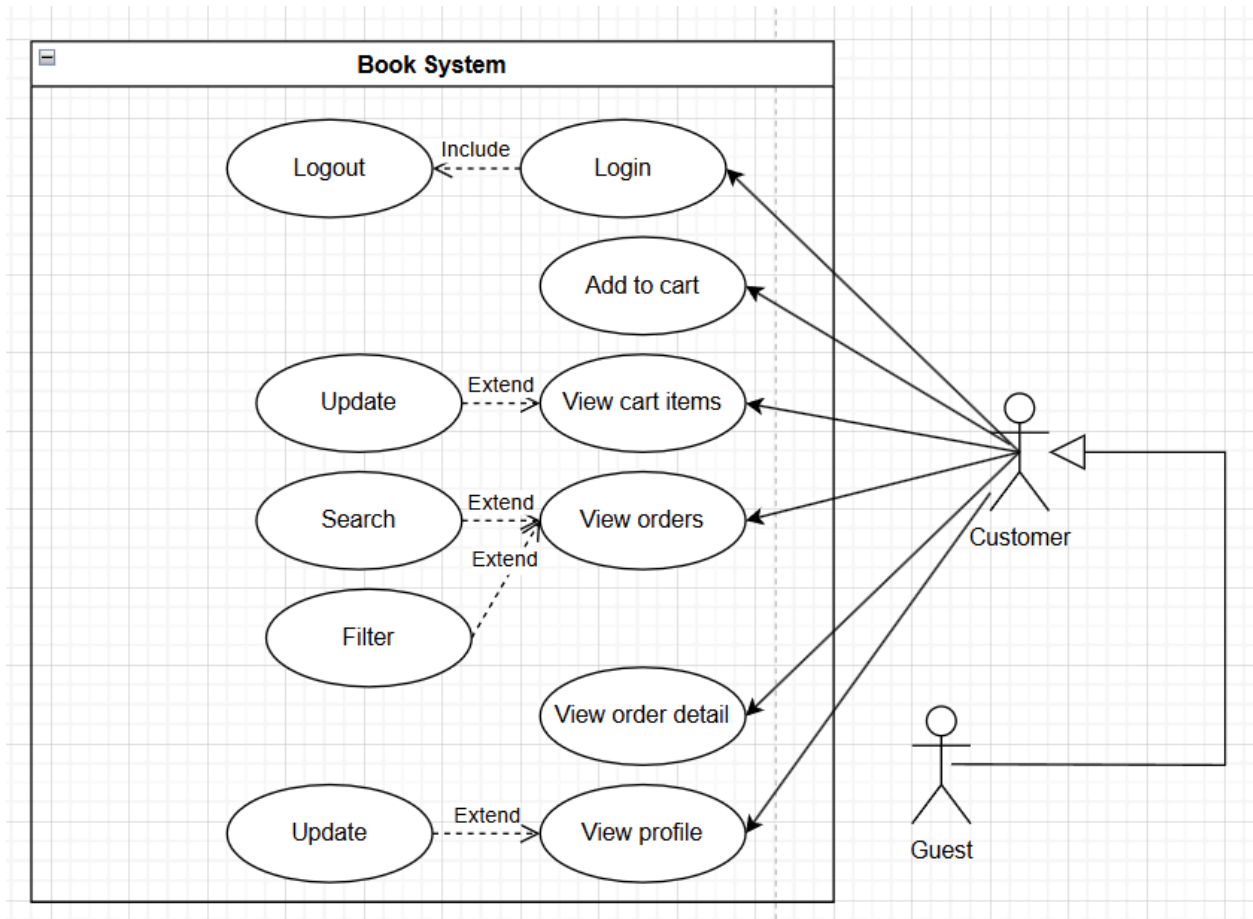 Book System
Logout
Include
Login
Add to cart
Update
Extend
View cart items
Search
Extend
View orders
Extend
Filter
Customer
View order detail
Update
Extend
View profile
Guest